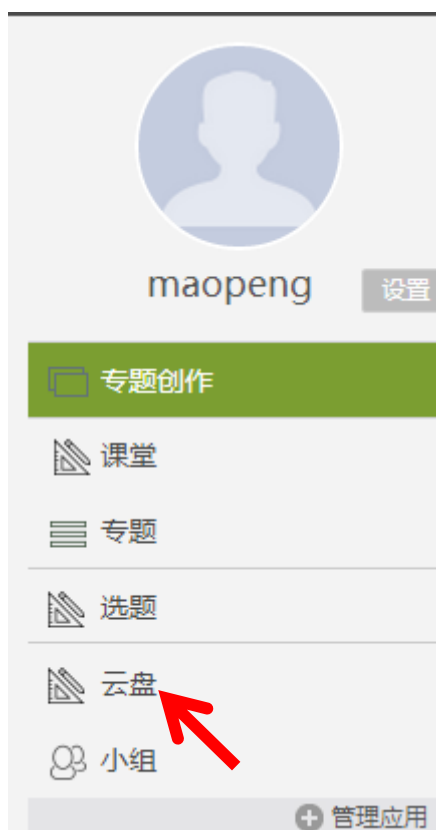 maopeng 设置
专题创作
课堂
专题
选题
云盘
小组
管理应用